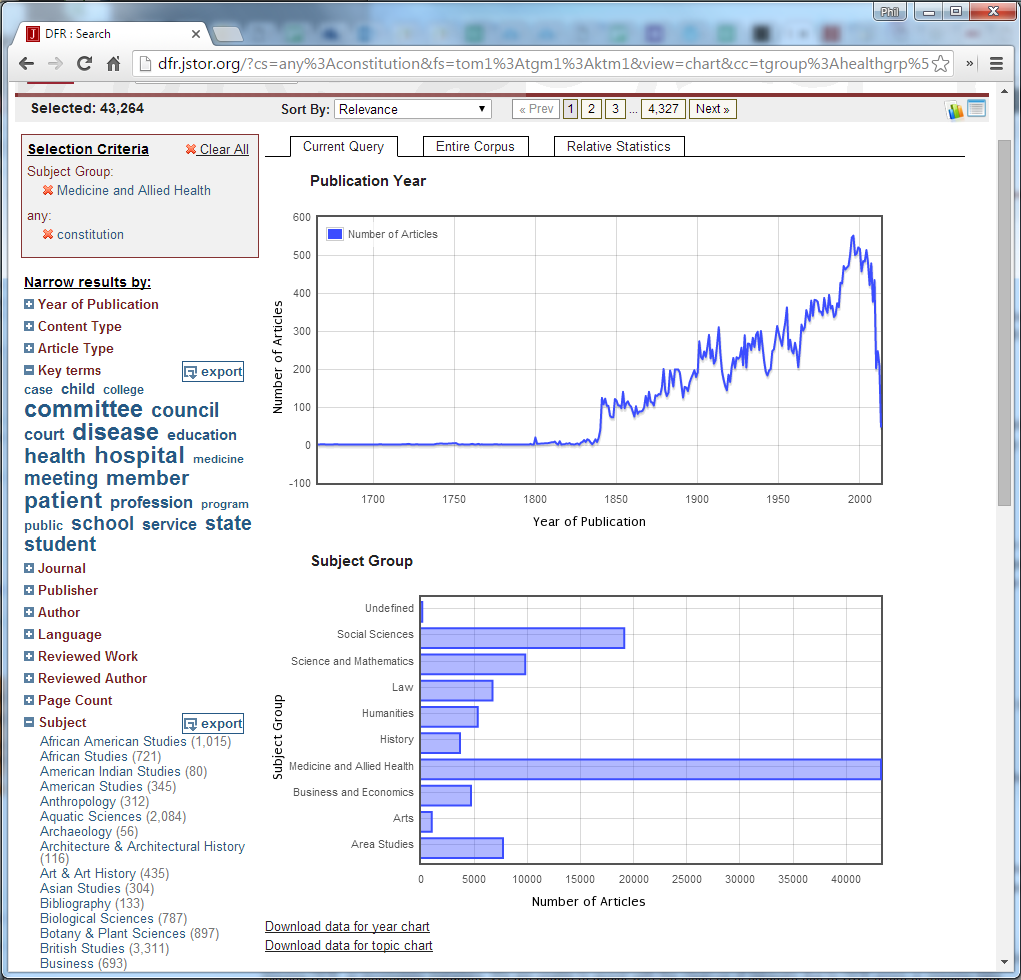 Phil
DFR : Search
dfr.jstor.org/?cs=any%3Aconstitution&fs=tom1%3Atgm1%3Aktm1&view=chart&cc=tgroup%3Ahealthgrp%5
Selected: 43,264
Sort By: Relevance
« Prev 1 2 3 ... 4,327 Next »
Selection Criteria
Clear All
Subject Group:
Medicine and Allied Health
any:
constitution
Narrow results by:
Year of Publication
Content Type
Article Type
Key terms
export
case child college
committee council
court disease education
health hospital medicine
meeting member
patient profession program
public school service state
student
Journal
Publisher
Author
Language
Reviewed Work
Reviewed Author
Page Count
Subject
export
African American Studies (1,015)
African Studies (721)
American Indian Studies (80)
American Studies (345)
Anthropology (312)
Aquatic Sciences (2,084)
Archaeology (56)
Architecture & Architectural History
(116)
Art & Art History (435)
Asian Studies (304)
Bibliography (133)
Biological Sciences (787)
Botany & Plant Sciences (897)
British Studies (3,311)
Business (693)
Current Query
Entire Corpus
Relative Statistics
Publication Year
Number of Articles
Number of Articles
600
500
400
300
200
100
0
-100
1700 1750 1800 1850 1900 1950 2000
Year of Publication
Subject Group
Subject Group
Undefined
Social Sciences
Science and Mathematics
Law
Humanities
History
Medicine and Allied Health
Business and Economics
Arts
Area Studies
0 5000 10000 15000 20000 25000 30000 35000 40000
Number of Articles
Download data for year chart
Download data for topic chart